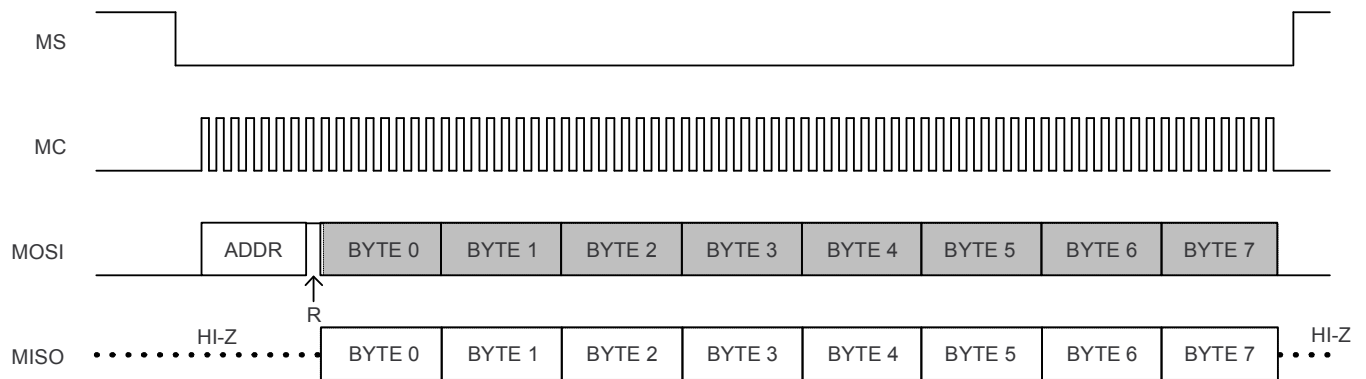 MS
MC
MOSI ADDR BYTE 0 BYTE 1 BYTE 2 BYTE 3 BYTE 4 BYTE 5 BYTE 6 BYTE 7
R
HI-Z HI-Z
MISO BYTE 0 BYTE 1 BYTE 2 BYTE 3 BYTE 4 BYTE 5 BYTE 6 BYTE 7